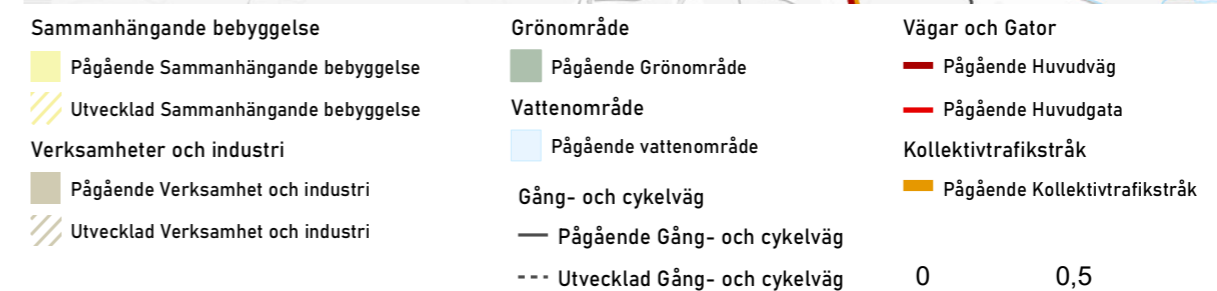 Sammanhängande bebyggelse
Pågående Sammanhängande bebyggelse
Utvecklad Sammanhängande bebyggelse
Verksamheter och industri
Pågående Verksamhet och industri
Utvecklad Verksamhet och industri
Grönområde
Pågående Grönområde
Vattenområde
Pågående vattenområde
Gång- och cykelväg
Pågående Gång- och cykelväg
Utvecklad Gång- och cykelväg
Vägar och Gator
Pågående Huvudväg
Pågående Huvudgata
Kollektivtrafikstråk
Pågående Kollektivtrafikstråk
0 0,5